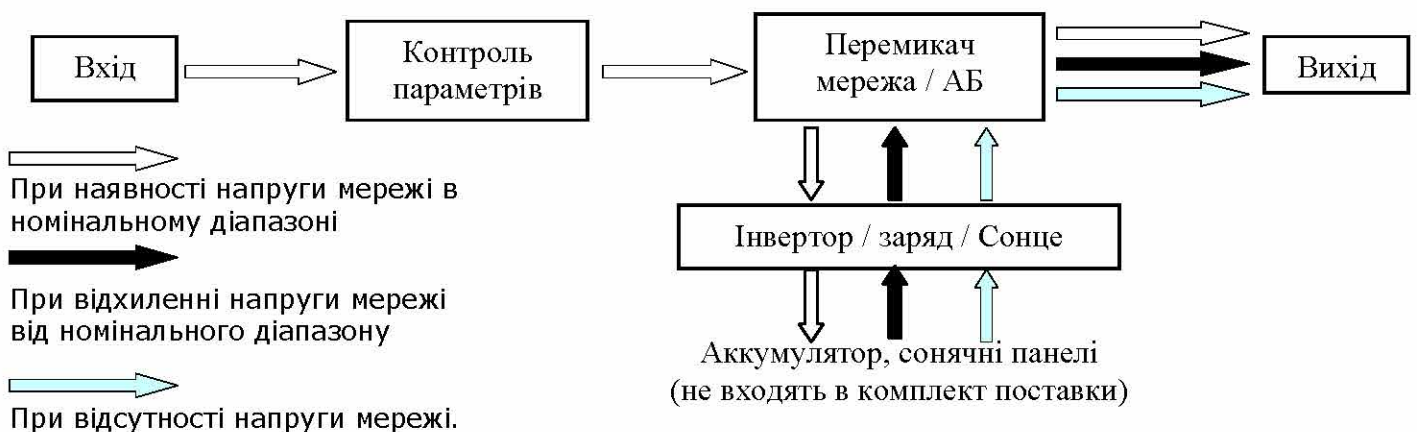 Вхід
Контроль
параметрів
Перемикач
мережа / АБ
Вихід
При наявності напруги мережі в
номінальному діапазоні
Інвертор / заряд / Сонце
При відхиленні напруги мережі
від номінального діапазону
Аккумулятор, сонячні панелі
(не входять в комплект поставки)
При відсутності напруги мережі.